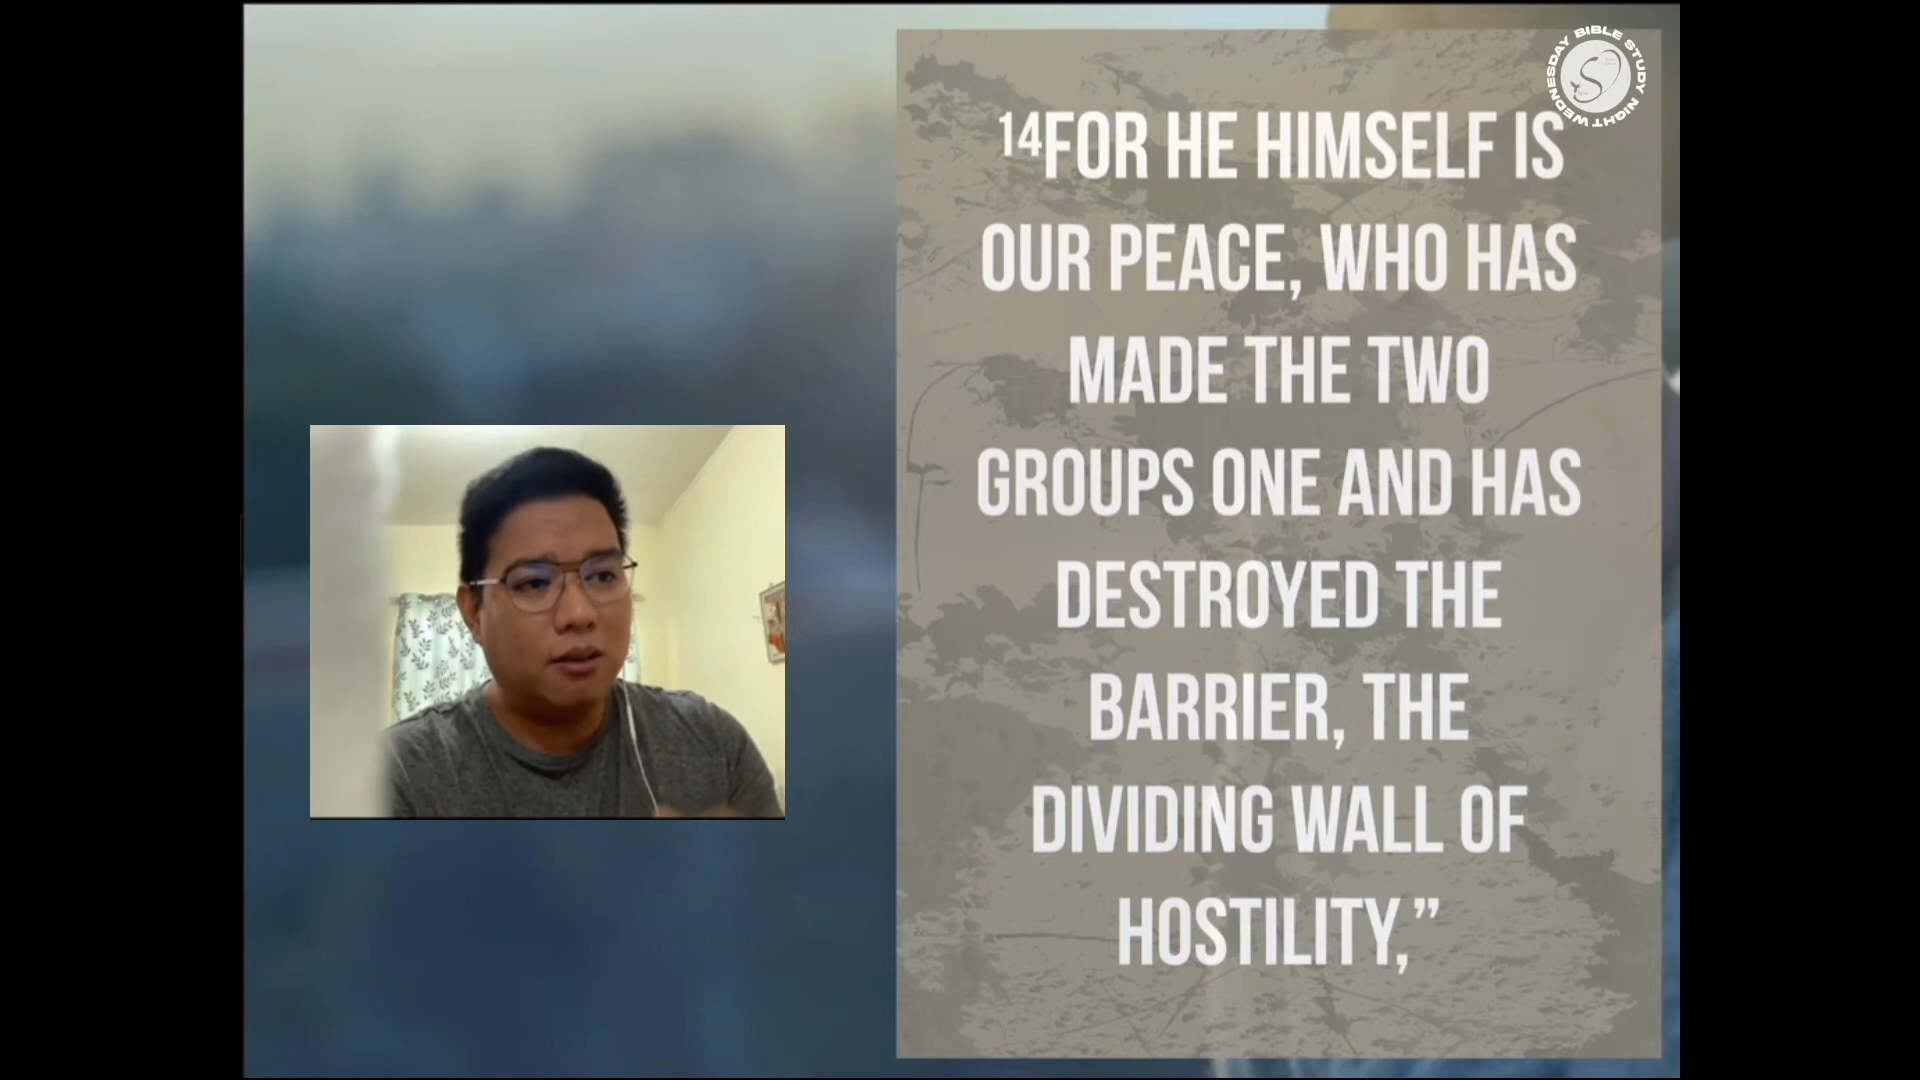 WEDNESDAY BIBLE STUDY NIGHT
14FOR HE HIMSELF IS
OUR PEACE, WHO HAS
MADE THE TWO
GROUPS ONE AND HAS
DESTROYED THE
BARRIER, THE
DIVIDING WALL OF
HOSTILITY,”